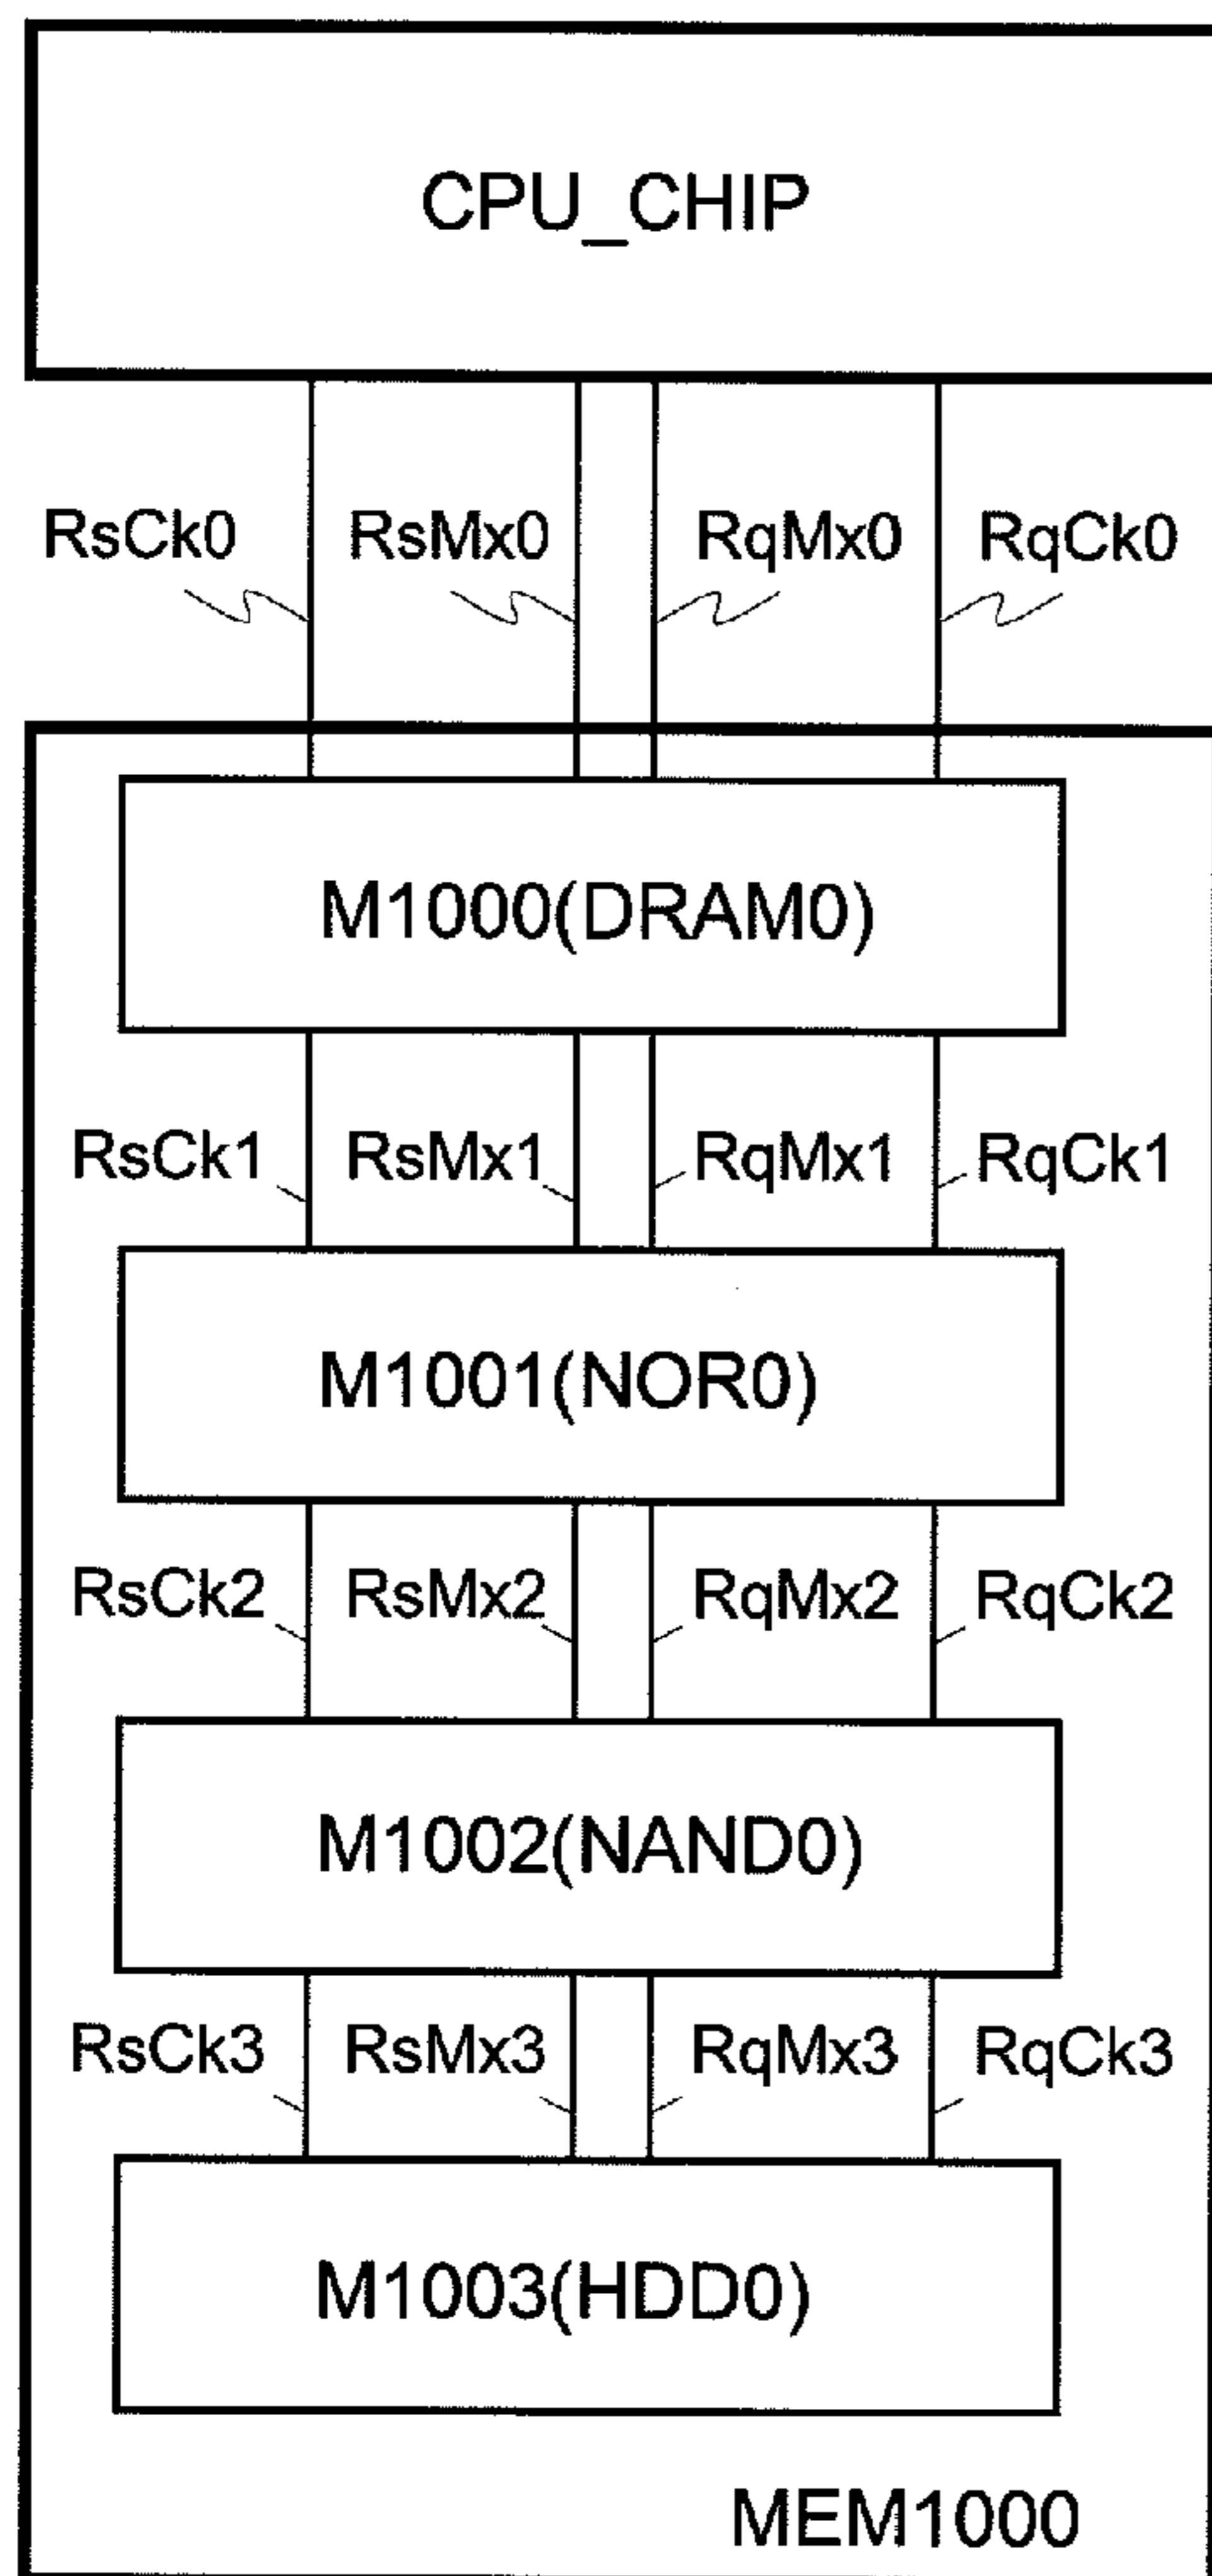 CPU_CHIP
RsCk0 RsMx0 RqMx0 RqCk0
M1000(DRAM0)
RsCk1 RsMx1 RqMx1 RqCk1
M1001(NOR0)
RsCk2 RsMx2 RqMx2 RqCk2
M1002(NAND0)
RsCk3 RsMx3 RqMx3 RqCk3
M1003(HDD0)
MEM1000